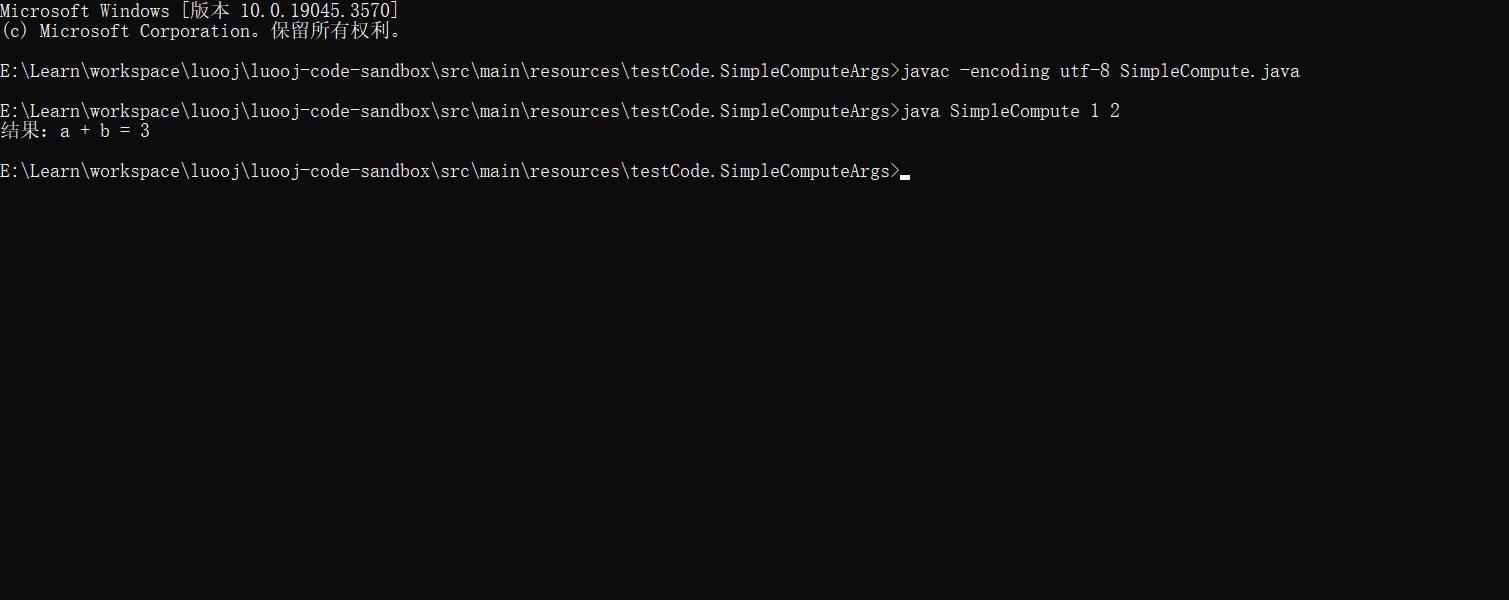 Microsoft Windows [版本 10.0.19045.3570]
(c) Microsoft Corporation。保留所有权利。
E:\Learn\workspace\luooj\luooj-code-sandbox\src\main\resources\testCode.SimpleComputeArgs>javac -encoding utf-8 SimpleCompute.java
E:\Learn\workspace\luooj\luooj-code-sandbox\src\main\resources\testCode.SimpleComputeArgs>java SimpleCompute 1 2
结果：a + b = 3
E:\Learn\workspace\luooj\luooj-code-sandbox\src\main\resources\testCode.SimpleComputeArgs>